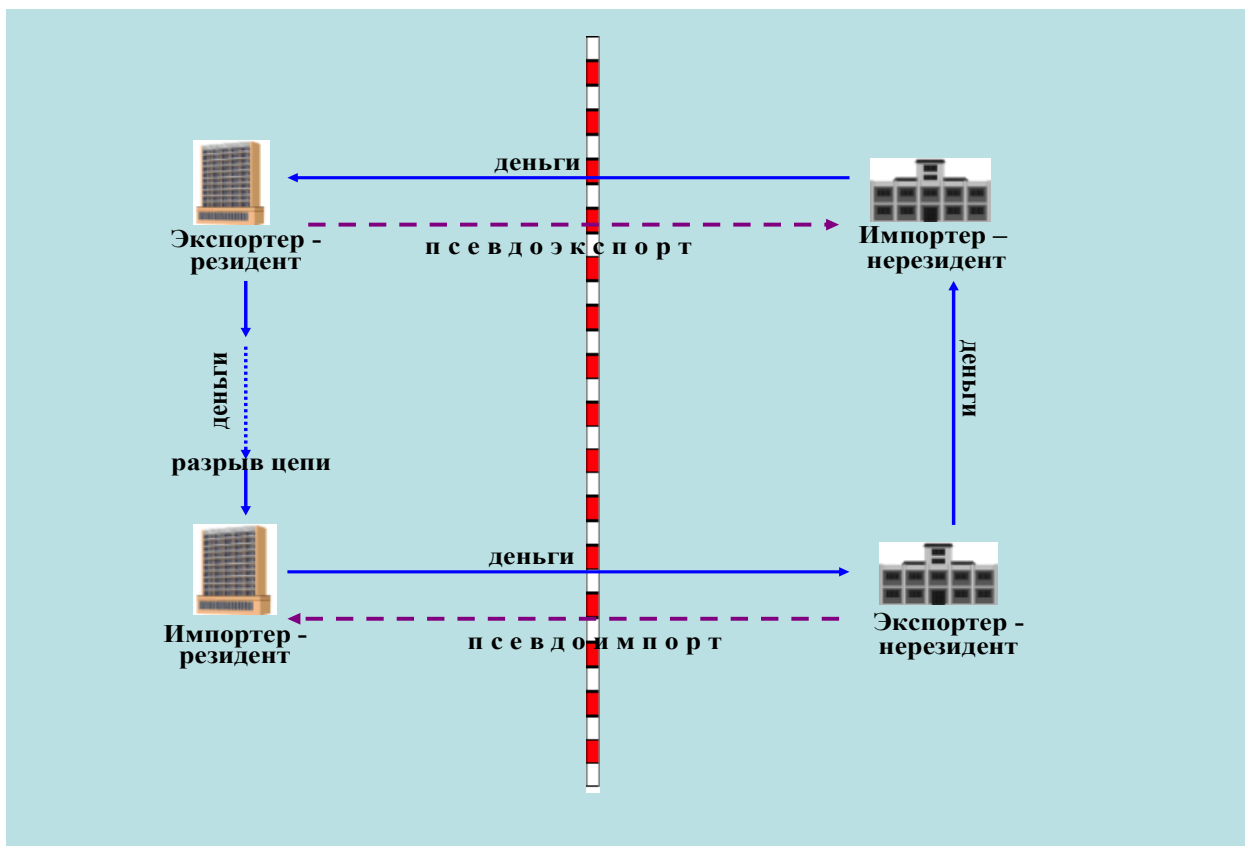 деньги
Экспортер -
резидент
Импортер –
нерезидент
п с е в д о э к с п о р т
деньги
деньги
разрыв цепи
деньги
Импортер -
резидент
Экспортер -
нерезидент
п с е в д о и м п о р т